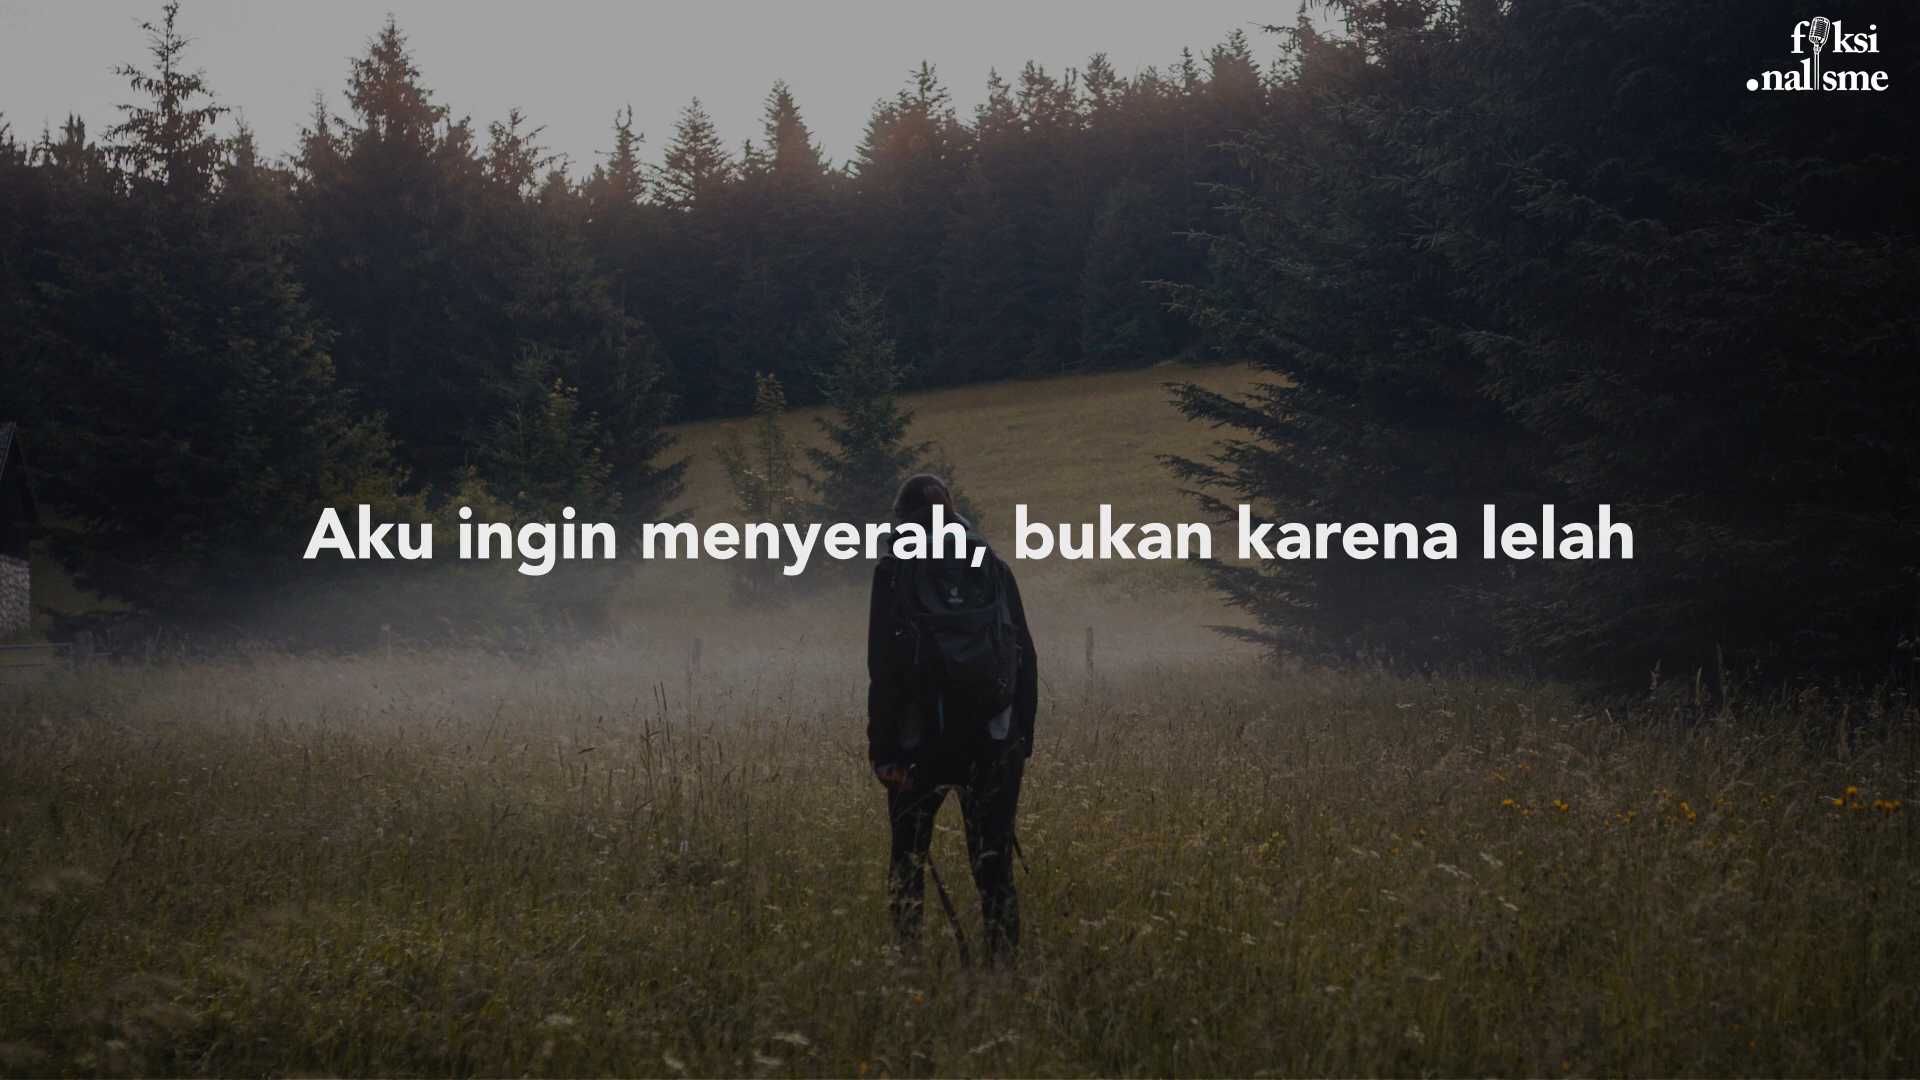 fiksi
.nalisme
Aku ingin menyerah, bukan karena lelah